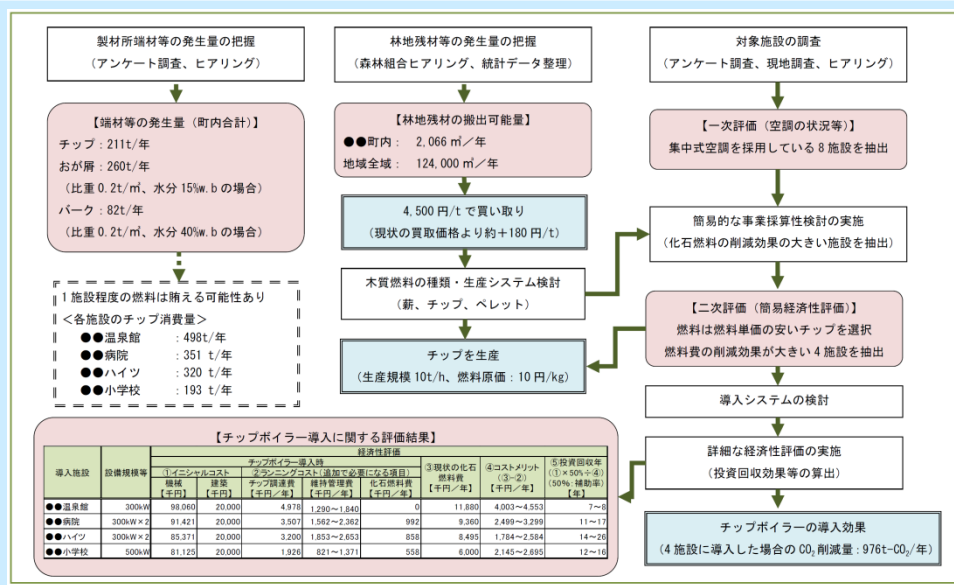 製材所端材等の発生量の把握
(アンケート調査、ヒアリング)
【端材等の発生量(町内合計)】
チップ:211t/年
おが屑:260t/年
(比重0.2t/㎥、水分15%w.bの場合)
バーク:82t/年
(比重0.2t/㎥、水分40%w.bの場合)
1施設程度の燃料は賄える可能性あり
<各施設のチップ消費量>
●●温泉館 :498t/年
●●病院 :351 t/年
●●ハイツ :320 t/年
●●小学校 :193 t/年
林地残材等の発生量の把握
(森林組合ヒアリング、統計データ整理)
【林地残材の搬出可能量】
●●町内: 2,066 ㎥/年
地域全域: 124,000 ㎥/年
4,500円/tで買い取り
(現状の買取価格より約+180円/t)
木質燃料の種類・生産システム検討
(薪、チップ、ペレット)
チップを生産
(生産規模10t/h、燃料原価:10円/kg)
対象施設の調査
(アンケート調査、現地調査、ヒアリング)
【一次評価(空調の状況等)】
集中式空調を採用している8施設を抽出
簡易的な事業採算性検討の実施
(化石燃料の削減効果の大きい施設を抽出)
【二次評価(簡易経済性評価)】
燃料は燃料単価の安いチップを選択
燃料費の削減効果が大きい4施設を抽出
導入システムの検討
詳細な経済性評価の実施
(投資回収効果等の算出)
チップボイラーの導入効果
(4施設に導入した場合のCO₂削減量:976t-CO₂/年)
【チップボイラー導入に関する評価結果】
導入施設 設備規模等 経済性評価
チップボイラー導入時 ③現状の化石燃料費【千円/年】 ④コストメリット(③-②)【千円/年】 ⑤投資回収年(①×50%÷④)(50%:補助率)【年】
①イニシャルコスト ②ランニングコスト(追加で必要になる項目)
機械【千円】 建築【千円】 チップ調達費【千円/年】 維持管理費【千円/年】 化石燃料費【千円/年】
●●温泉館 300kW 98,060 20,000 4,978 1,290~1,840 0 11,880 4,003~4,553 7~8
●●病院 300kW×2 91,421 20,000 3,507 1,562~2,362 992 9,360 2,499~3,299 11~17
●●ハイツ 300kW×2 85,371 20,000 3,200 1,853~2,653 858 8,495 1,784~2,584 14~26
●●小学校 500kW 81,125 20,000 1,926 821~1,371 558 6,000 2,145~2,695 12~16